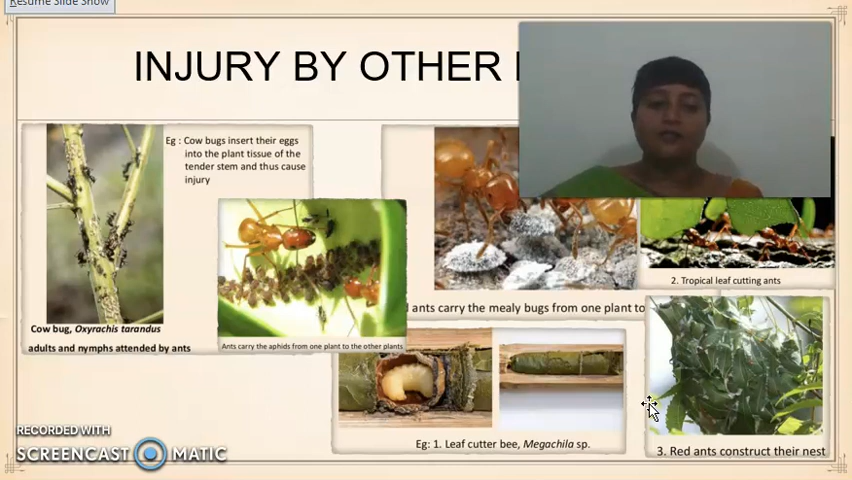 Resume Slide Show
INJURY BY OTHER
Eg : Cow bugs insert their eggs
into the plant tissue of the
tender stem and thus cause
injury
Cow bug, Oxyrachis tarandus
adults and nymphs attended by ants
Ants carry the aphids from one plant to the other plants
ants carry the mealy bugs from one plant to
2. Tropical leaf cutting ants
Eg: 1. Leaf cutter bee, Megachila sp.
3. Red ants construct their nest
RECORDED WITH
SCREENCAST MATIC